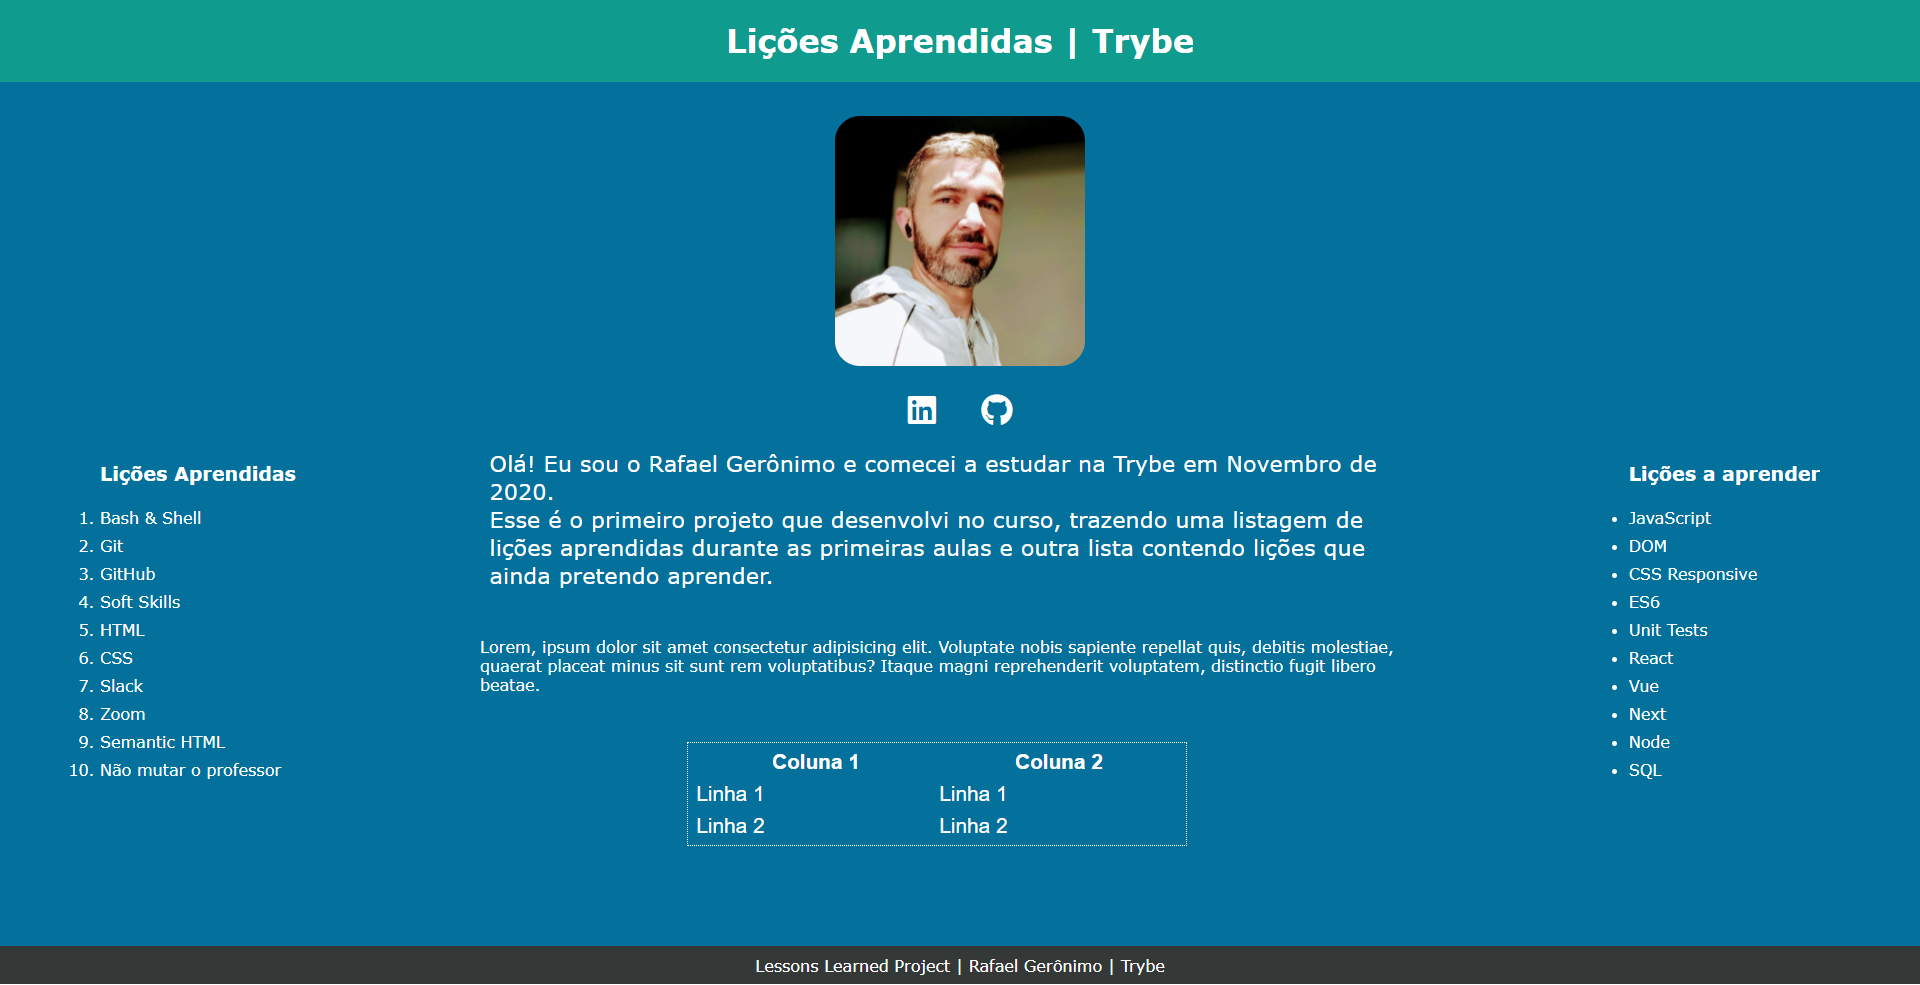 Lições Aprendidas | Trybe
Lições Aprendidas
1. Bash & Shell
2. Git
3. GitHub
4. Soft Skills
5. HTML
6. CSS
7. Slack
8. Zoom
9. Semantic HTML
10. Não mutar o professor
Olá! Eu sou o Rafael Gerônimo e comecei a estudar na Trybe em Novembro de
2020.
Esse é o primeiro projeto que desenvolvi no curso, trazendo uma listagem de
lições aprendidas durante as primeiras aulas e outra lista contendo lições que
ainda pretendo aprender.
Lorem, ipsum dolor sit amet consectetur adipisicing elit. Voluptate nobis sapiente repellat quis, debitis molestiae,
quaerat placeat minus sit sunt rem voluptatibus? Itaque magni reprehenderit voluptatem, distinctio fugit libero
beatae.
Coluna 1 Coluna 2
Linha 1 Linha 1
Linha 2 Linha 2
Lições a aprender
• JavaScript
• DOM
• CSS Responsive
• ES6
• Unit Tests
• React
• Vue
• Next
• Node
• SQL
Lessons Learned Project | Rafael Gerônimo | Trybe